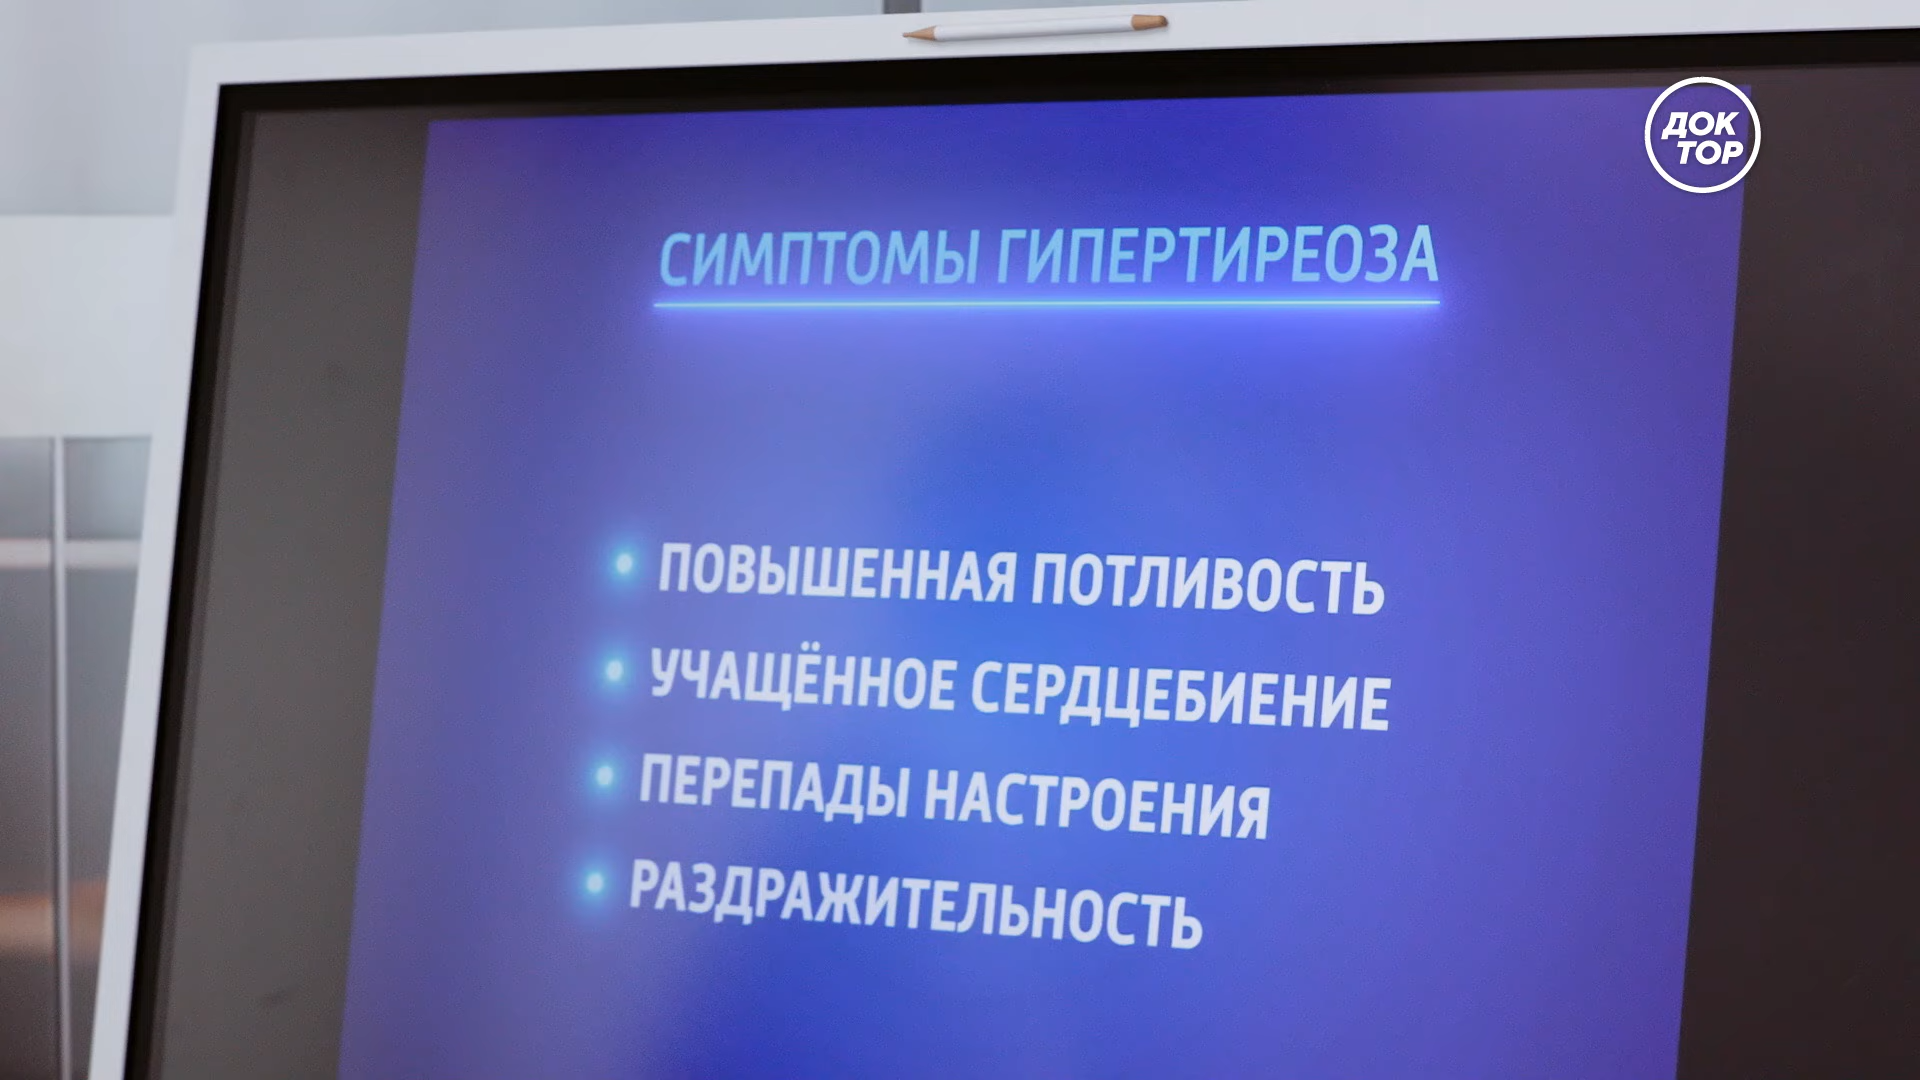 ДОК
ТОР
СИМПТОМЫ ГИПЕРТИРЕОЗА
ПОВЫШЕННАЯ ПОТЛИВОСТЬ
УЧАЩЁННОЕ СЕРДЦЕБИЕНИЕ
ПЕРЕПАДЫ НАСТРОЕНИЯ
РАЗДРАЖИТЕЛЬНОСТЬ